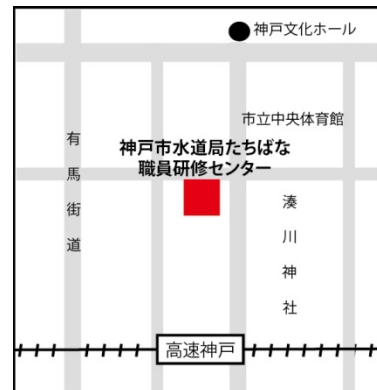 神戸文化ホール
市立中央体育館
神戸市水道局たちばな
職員研修センター
有馬街道
湊川神社
高速神戸